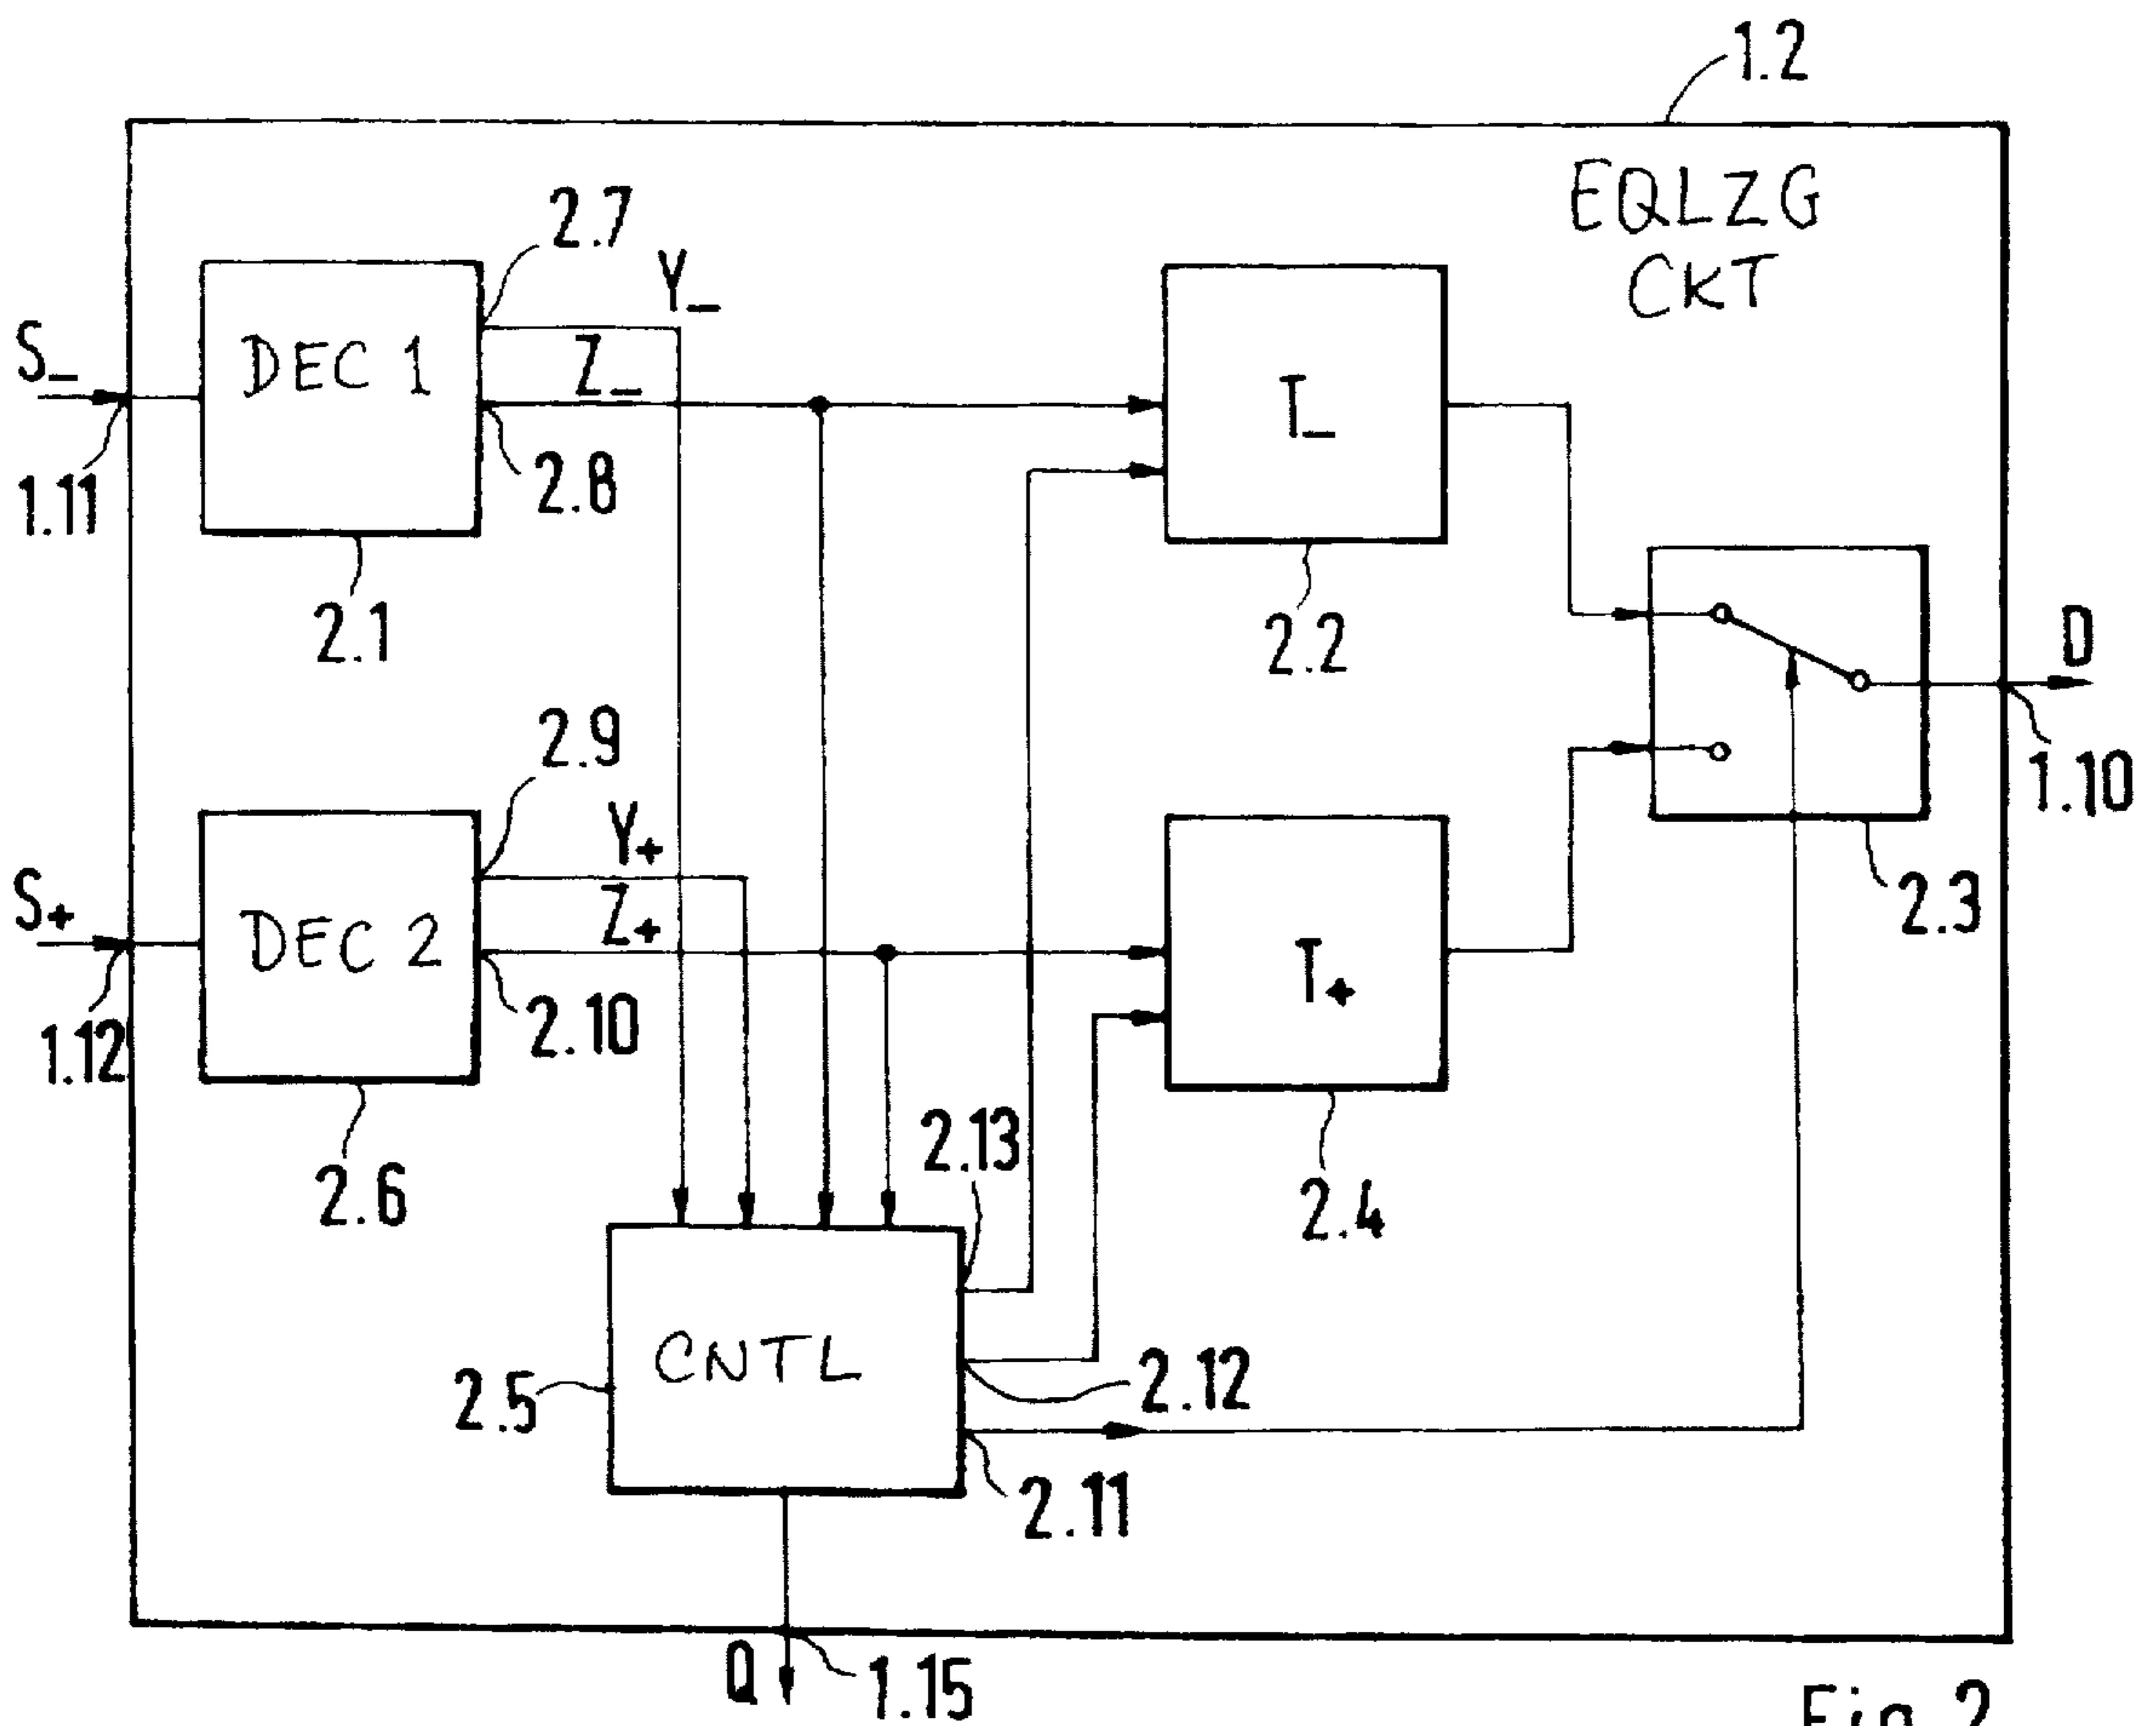 1.2
EQLZG
CKT
2.7
Y_
S_
DEC 1
Z_
T_
1.11
2.8
2.1
2.2
D
2.9
1.10
Y+
S+
DEC 2
Z+
T+
2.3
1.12
2.10
2.6
2.13
2.4
CNTL
2.5
2.12
2.11
Q
1.15
Fig.2